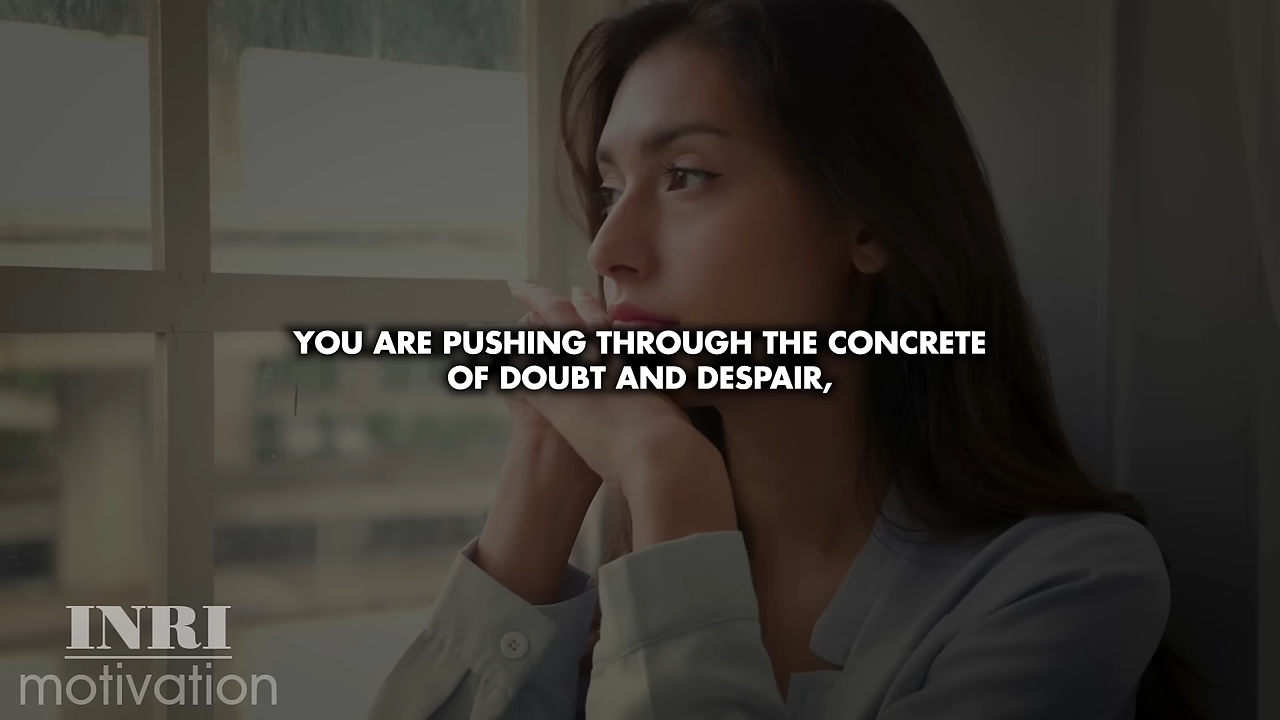 YOU ARE PUSHING THROUGH THE CONCRETE
OF DOUBT AND DESPAIR,
INRI
motivation